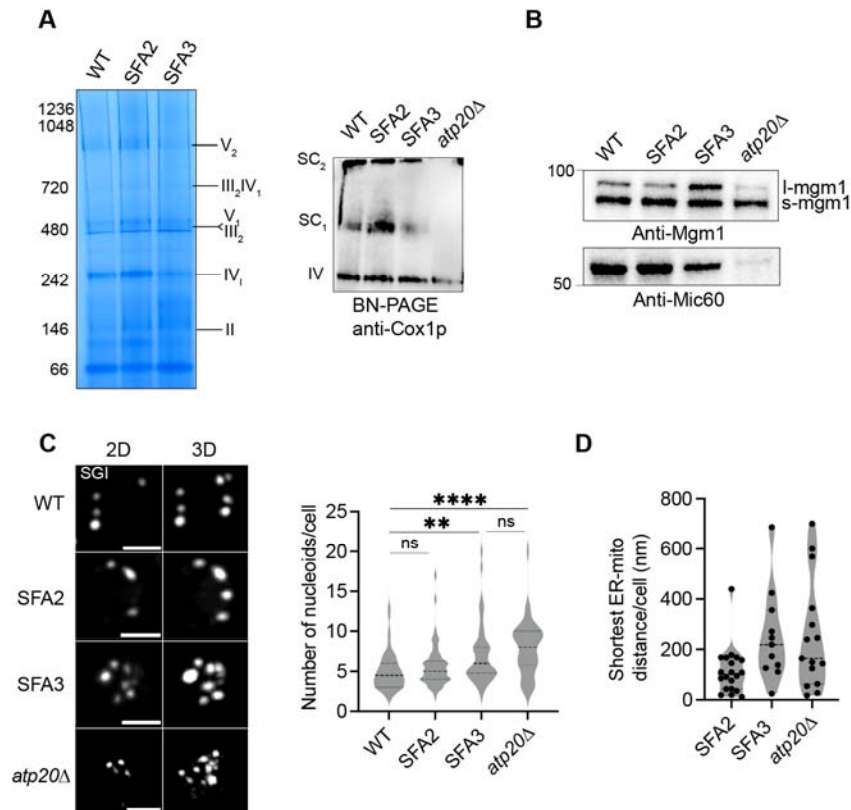 A
WT SFA2 SFA3
1236
1048
720
480
242
146
66
V₂
III₂IV₁
V₁
III₂
IV₁
II
WT SFA2 SFA3 atp20Δ
SC₂
SC₁
IV
BN-PAGE
anti-Cox1p
B
WT SFA2 SFA3 atp20Δ
100
l-mgm1
s-mgm1
Anti-Mgm1
50
Anti-Mic60
C
2D 3D
SGI
WT
SFA2
SFA3
atp20Δ
Number of nucleoids/cell
25
20
15
10
5
0
****
**
ns
ns
WT SFA2 SFA3 atp20Δ
D
Shortest ER-mito
distance/cell (nm)
800
600
400
200
0
SFA2 SFA3 atp20Δ